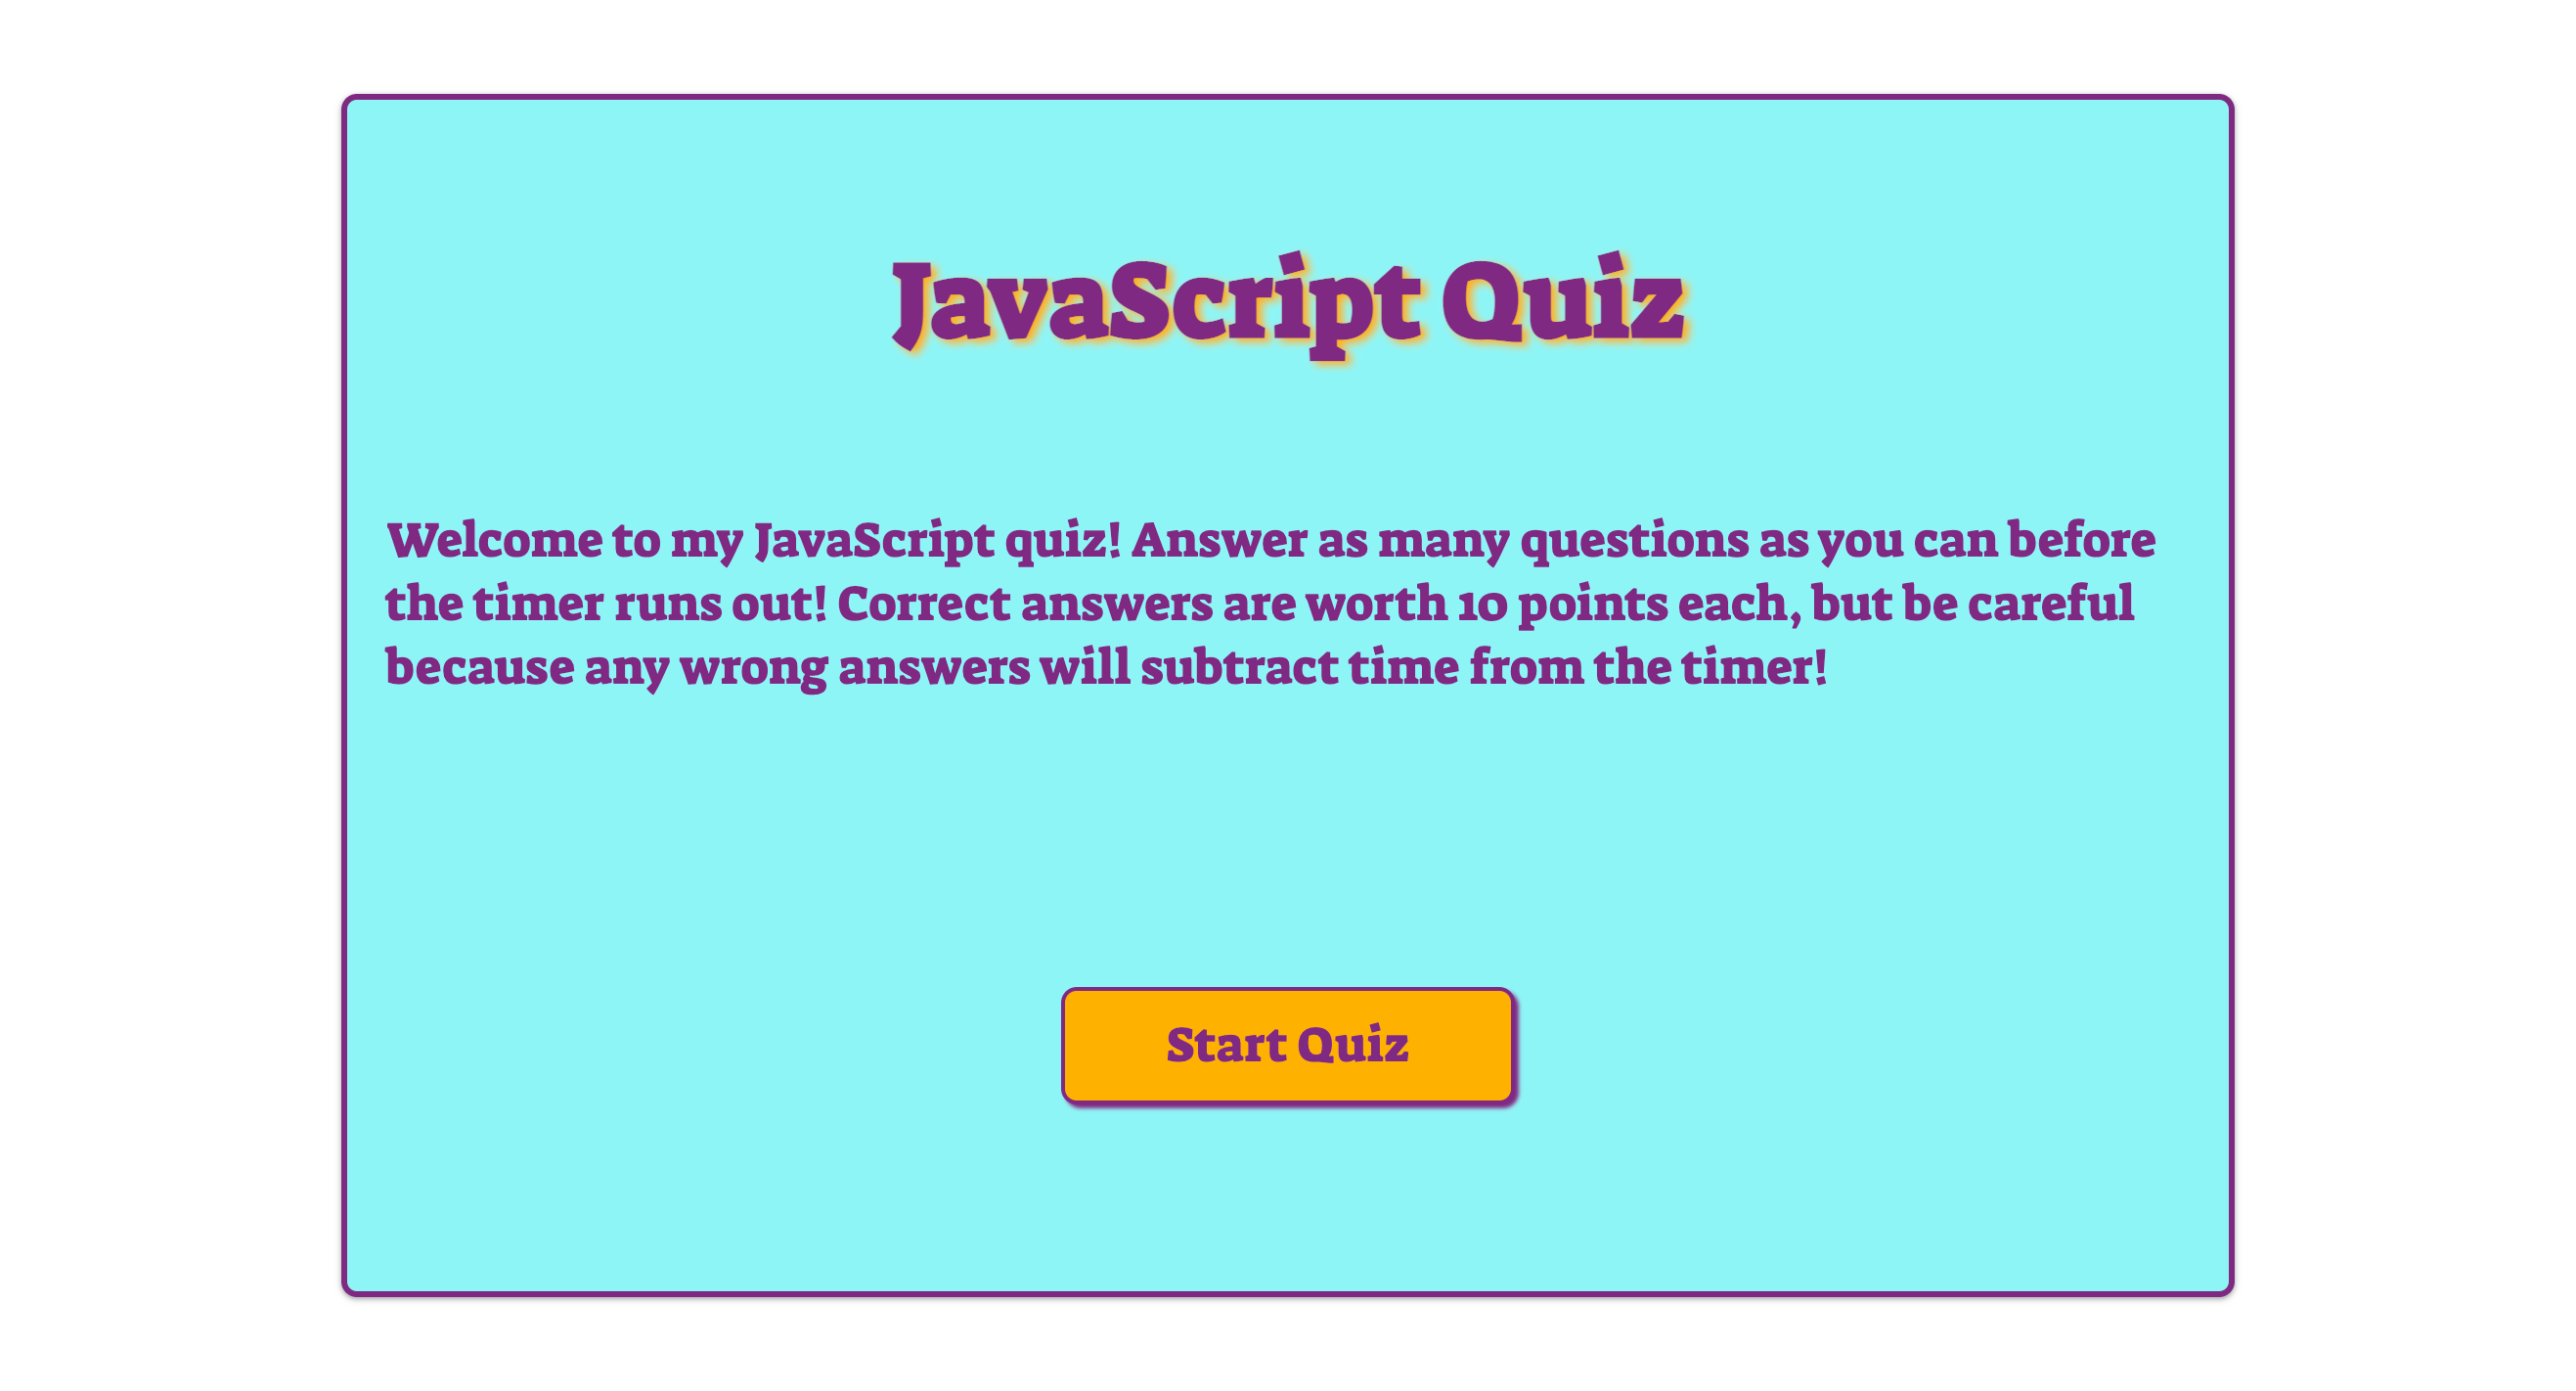 JavaScript Quiz
Welcome to my JavaScript quiz! Answer as many questions as you can before
the timer runs out! Correct answers are worth 10 points each, but be careful
because any wrong answers will subtract time from the timer!
Start Quiz